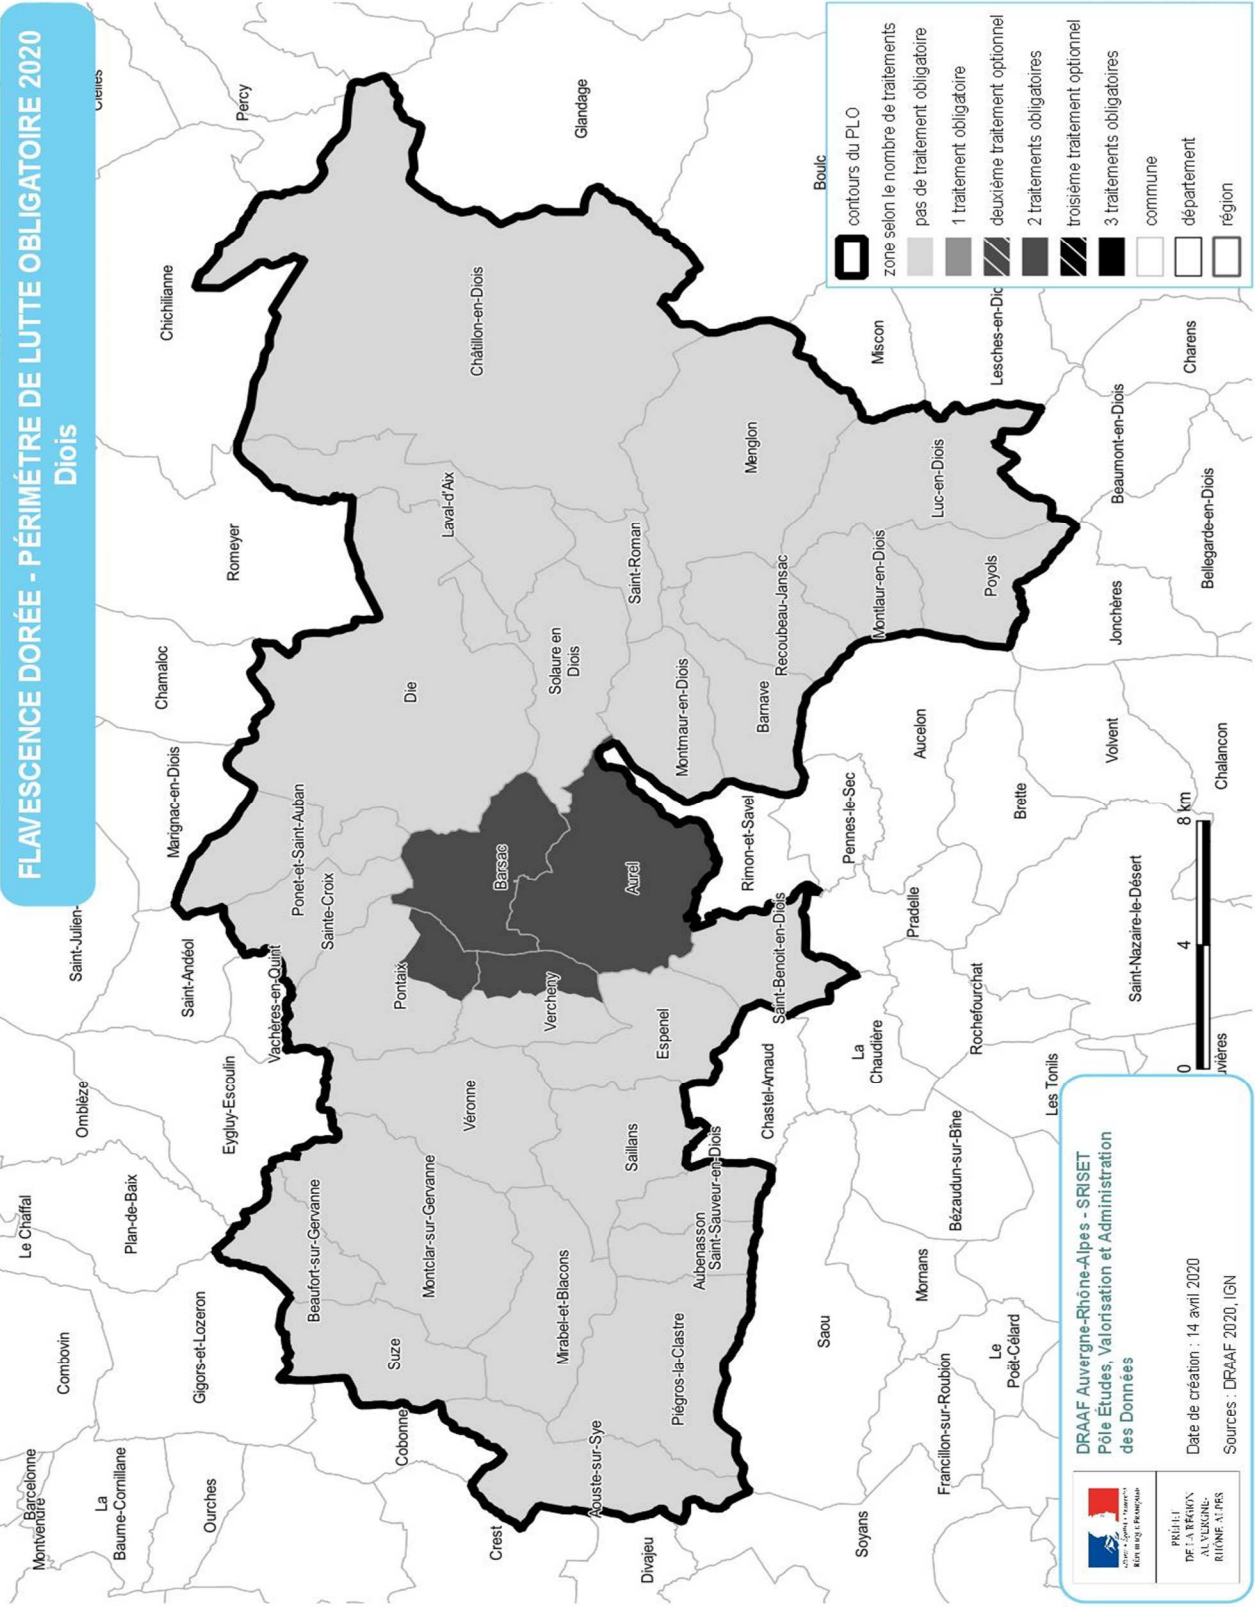 FLAVESCENCE DORÉE - PÉRIMÉTRE DE LUTTE OBLIGATOIRE 2020
Diois
Montvendre
Barcelonne
Le Chaffal
Combovin
La
Baume-Cornillane
Plan-de-Baix
Omblèze
Saint-Julien-
Ourches
Gigors-et-Lozeron
Eygluy-Escoulin
Saint-Andéol
Marignac-en-Diois
Chamaloc
Romeyer
Chichilianne
Percy
Vachères-en-Quint
Beaufort-sur-Gervanne
Sainte-Croix
Ponet-et-Saint-Auban
Cobonne
Suze
Montclar-sur-Gervanne
Pontaix
Die
Laval-d'Aix
Châtillon-en-Diois
Crest
Véronne
Barsac
Mirabel-et-Blacons
Vercheny
Solaure en
Diois
Glandage
Aouste-sur-Sye
Saillans
Aurel
Saint-Roman
Divajeu
Piégros-la-Clastre
Aubenasson
Saint-Sauveur-en-Diois
Espenel
Montmaur-en-Diois
Menglon
Chastel-Arnaud
Saint-Benoit-en-Diois
Rimon-et-Savel
Barnave
Recoubeau-Jansac
Boulc
Soyans
Saou
La
Chaudière
Pennes-le-Sec
Montlaur-en-Diois
Miscon
Francillon-sur-Roubion
Mornans
Bézaudun-sur-Bîne
Pradelle
Aucelon
Luc-en-Diois
Le
Poët-Célard
Rochefourchat
Brette
Poyols
Lesches-en-Dio
Les Tonils
Saint-Nazaire-le-Désert
Volvent
Jonchères
Beaumont-en-Diois
Charens
uvières
Chalancon
Bellegarde-en-Diois
0
4
8 km
contours du PLO
zone selon le nombre de traitements
pas de traitement obligatoire
1 traitement obligatoire
deuxième traitement optionnel
2 traitements obligatoires
troisième traitement optionnel
3 traitements obligatoires
commune
département
région
DRAAF Auvergne-Rhône-Alpes - SRISET
Pôle Études, Valorisation et Administration
des Données
Date de création : 14 avril 2020
Sources : DRAAF 2020, IGN
RÉPUBLIQUE FRANÇAISE
PRÉFET
DE LA RÉGION
AUVERGNE-
RHÔNE-ALPES